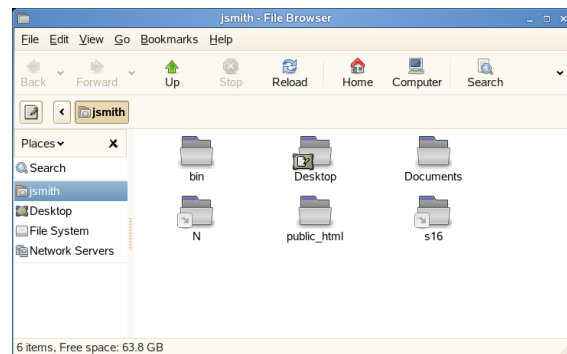 jsmith - File Browser
File Edit View Go Bookmarks Help
Back Forward Up Stop Reload Home Computer Search
jsmith
Places
Search
jsmith
Desktop
File System
Network Servers
bin Desktop Documents
N public_html s16
6 items, Free space: 63.8 GB